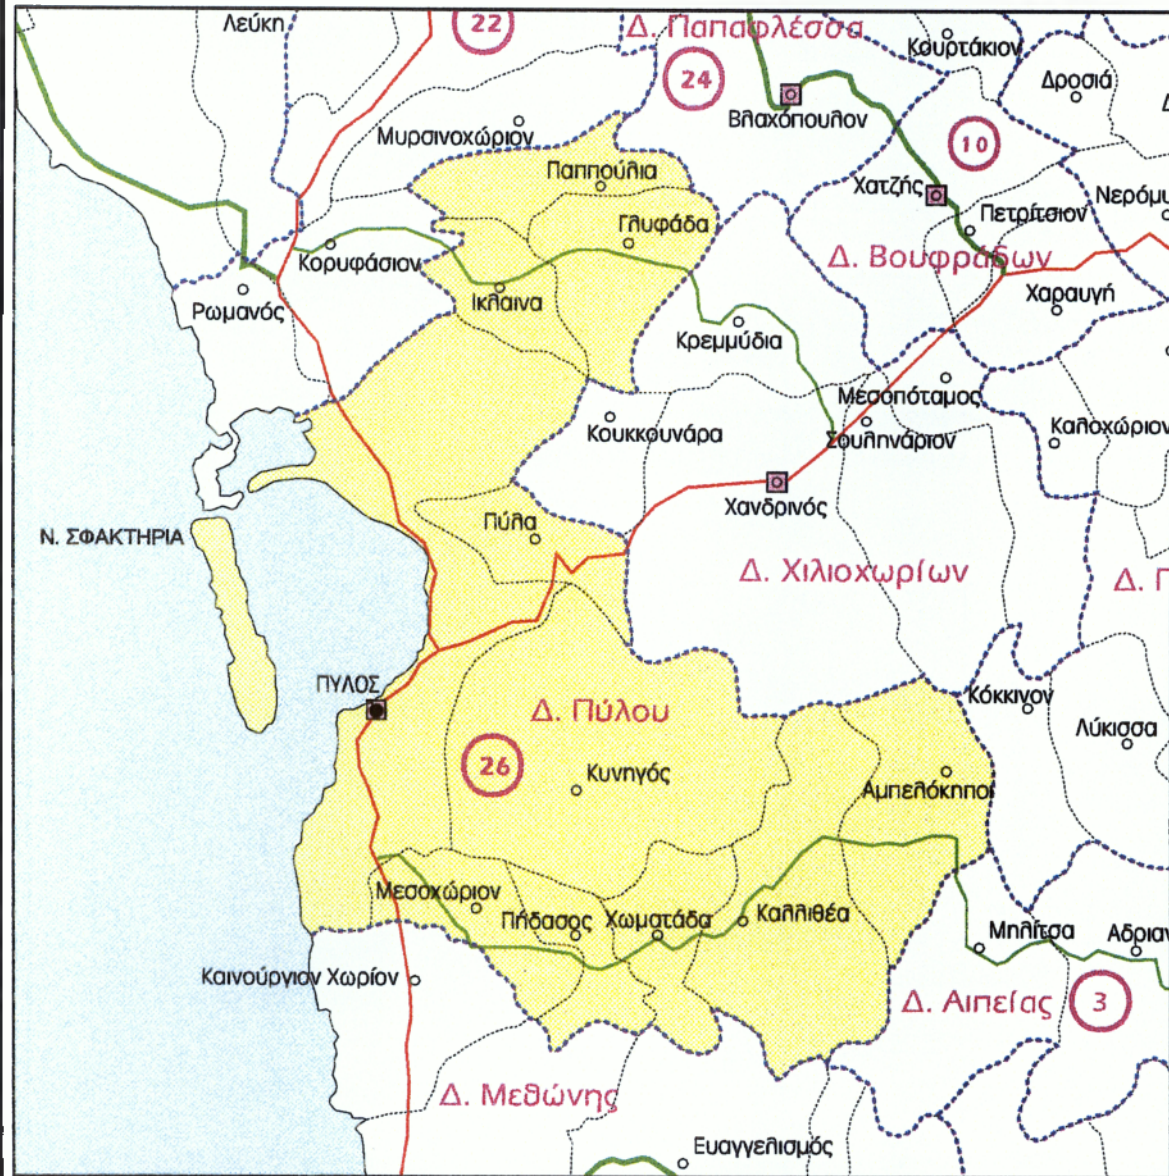 Λεύκη
22
Δ. Παπαφλέσσα
Κουρτάκιον
24
Δροσιά
Βλαχόπουλον
Μυρσινοχώριον
10
Παππούλια
Χατζής
Πετρίτσιον
Γλυφάδα
Κορυφάσιον
Δ. Βουφράδων
Ρωμανός
Ικλαινα
Χαραυγή
Κρεμμύδια
Μεσοπόταμος
Κουκκουνάρα
Σουληνάριον
Καλοχώριον
Χανδρινός
Πύλα
Ν. ΣΦΑΚΤΗΡΙΑ
Δ. Χιλιοχωρίων
ΠΥΛΟΣ
Δ. Πύλου
Κόκκινον
Λύκισσα
26
Κυνηγός
Αμπελόκηποι
Μεσοχώριον
Πήδασος
Χωματάδα
Καλλιθέα
Μηλίτσα
Αδριαν
Καινούργιον Χωρίον
Δ. Αιπείας
3
Δ. Μεθώνης
Ευαγγελισμός